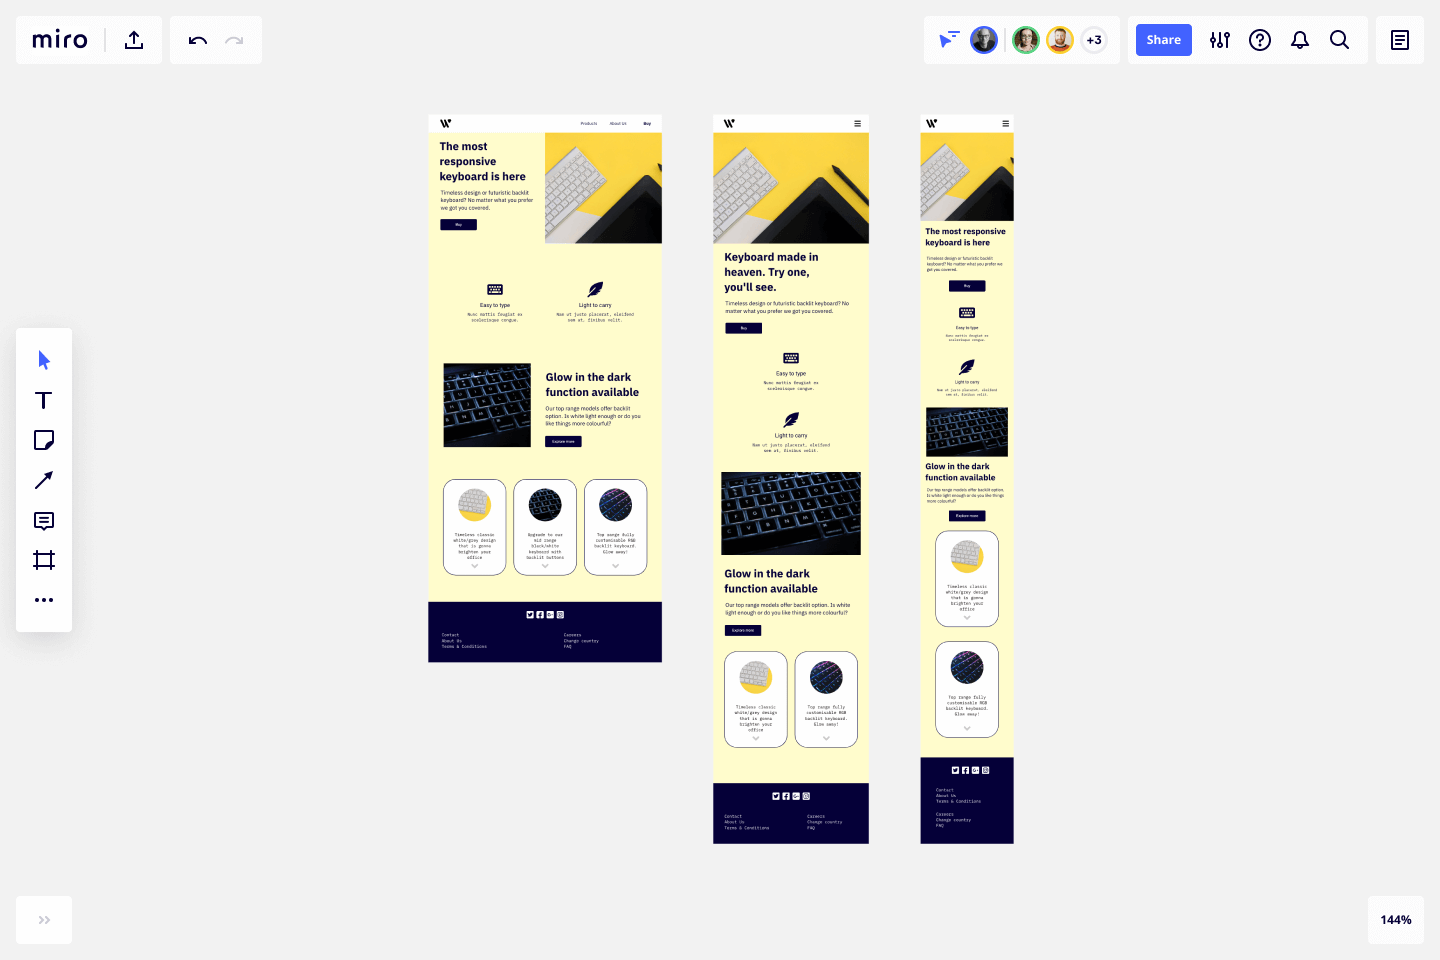 miro
+3
Share
Products About Us Buy
The most
responsive
keyboard is here
Timeless design or futuristic backlit
keyboard? No matter what you prefer
we got you covered.
Buy
Easy to type
Nunc mattis feugiat ex
scelerisque congue.
Light to carry
Nam ut justo placerat, eleifend
sem at, finibus velit.
Glow in the dark
function available
Our top range models offer backlit
option. Is white light enough or do you
like things more colourful?
Explore more
Timeless classic
white/grey design
that is gonna
brighten your
office
Upgrade to our
mid range
black/white
keyboard with
backlit buttons
Top range fully
customisable RGB
backlit keyboard.
Glow away!
Contact
About Us
Terms & Conditions
Careers
Change country
FAQ
Keyboard made in
heaven. Try one,
you'll see.
Timeless design or futuristic backlit keyboard? No
matter what you prefer we got you covered.
Buy
Easy to type
Nunc mattis feugiat ex
scelerisque congue.
Light to carry
Nam ut justo placerat, eleifend
sem at, finibus velit.
Glow in the dark
function available
Our top range models offer backlit option. Is white
light enough or do you like things more colourful?
Explore more
Timeless classic
white/grey design
that is gonna
brighten your
office
Top range fully
customisable RGB
backlit keyboard.
Glow away!
Contact
About Us
Terms & Conditions
Careers
Change country
FAQ
The most responsive
keyboard is here
Timeless design or futuristic backlit
keyboard? No matter what you prefer we
got you covered.
Buy
Easy to type
Nunc mattis feugiat ex
scelerisque congue.
Light to carry
Nam ut justo placerat, eleifend
sem at, finibus velit.
Glow in the dark
function available
Our top range models offer backlit option.
Is white light enough or do you like things
more colourful?
Explore more
Timeless classic
white/grey design
that is gonna
brighten your
office
Top range fully
customisable RGB
backlit keyboard.
Glow away!
Contact
About Us
Terms & Conditions
Careers
Change country
FAQ
144%